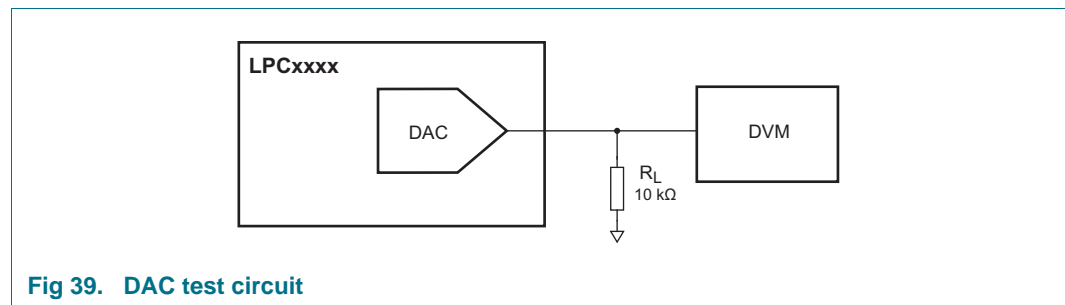 LPCxxxx
DAC
DVM
RL
10 kΩ
Fig 39. DAC test circuit